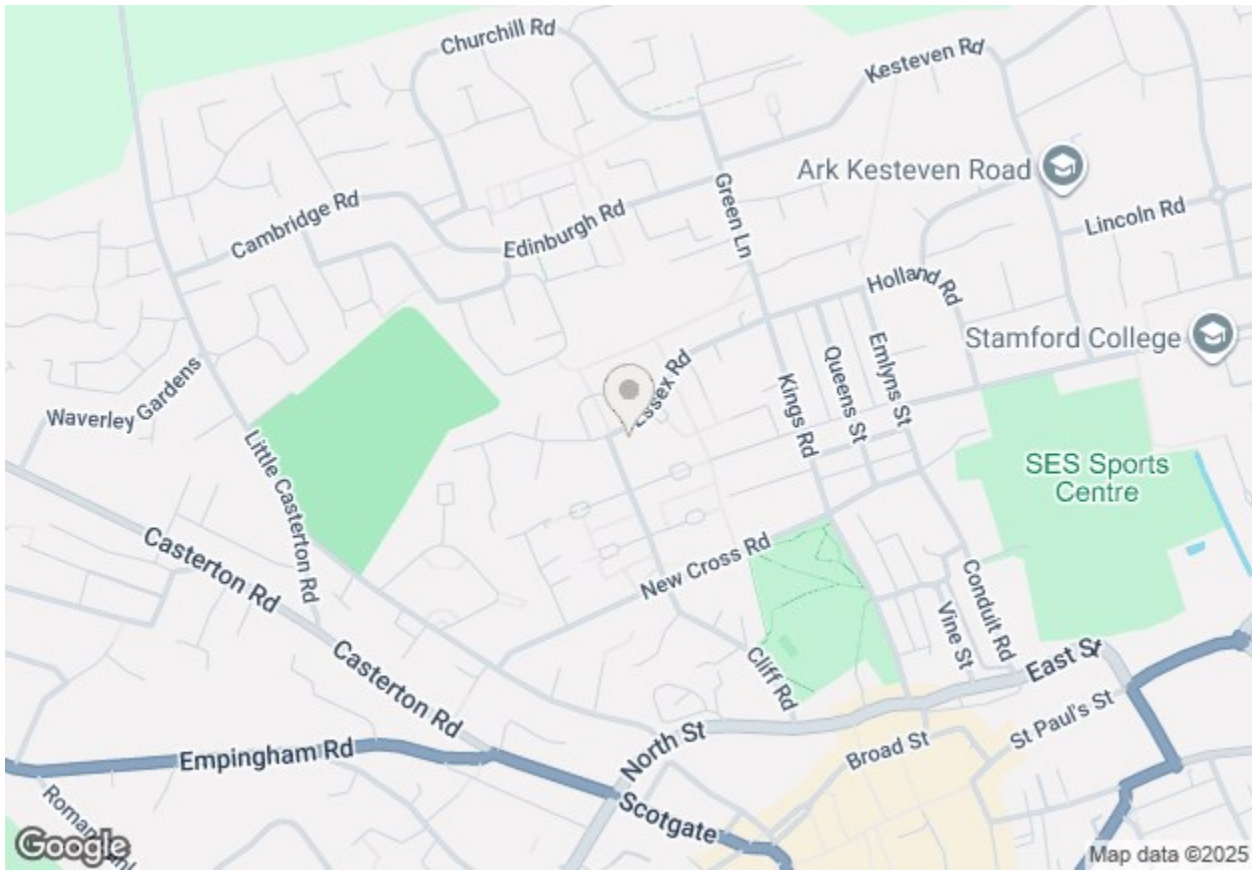 Churchill Rd
Kesteven Rd
Ark Kesteven Road
Cambridge Rd
Edinburgh Rd
Green Ln
Lincoln Rd
Holland Rd
Stamford College
Waverley Gardens
Essex Rd
Queens St
Emlyns St
Kings Rd
Little Casterton Rd
SES Sports
Centre
Casterton Rd
New Cross Rd
Conduit Rd
Vine St
Casterton Rd
Cliff Rd
East St
St Paul's St
North St
Broad St
Empingham Rd
Scotgate
Google
Map data ©2025